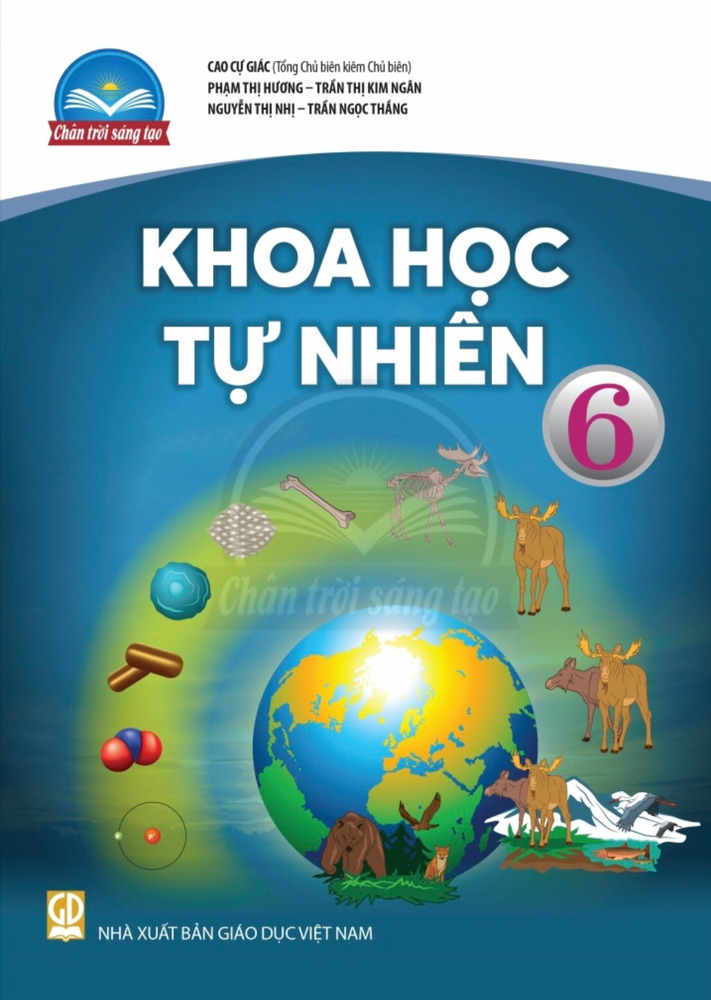 CAO CỰ GIÁC (Tổng Chủ biên kiêm Chủ biên)
PHẠM THỊ HƯƠNG – TRẦN THỊ KIM NGÂN
NGUYỄN THỊ NHỊ – TRẦN NGỌC THẮNG
Chân trời sáng tạo
KHOA HỌC
TỰ NHIÊN
6
Chân trời sáng tạo
e-
p+
GD
NHÀ XUẤT BẢN GIÁO DỤC VIỆT NAM